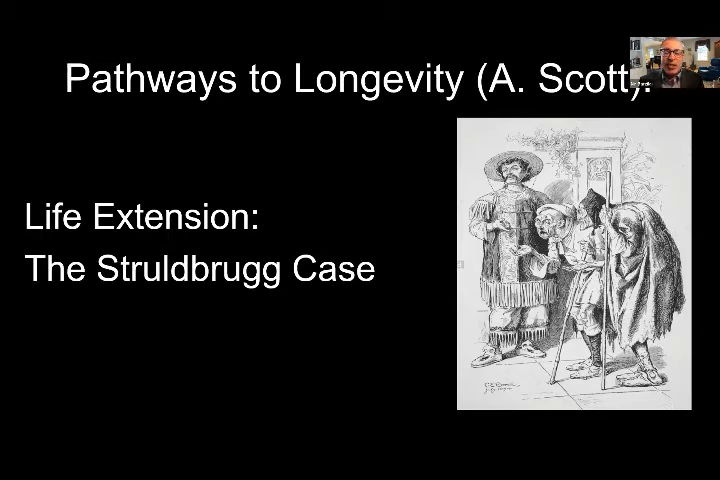 Pathways to Longevity (A. Scott):
Life Extension:
The Struldbrugg Case